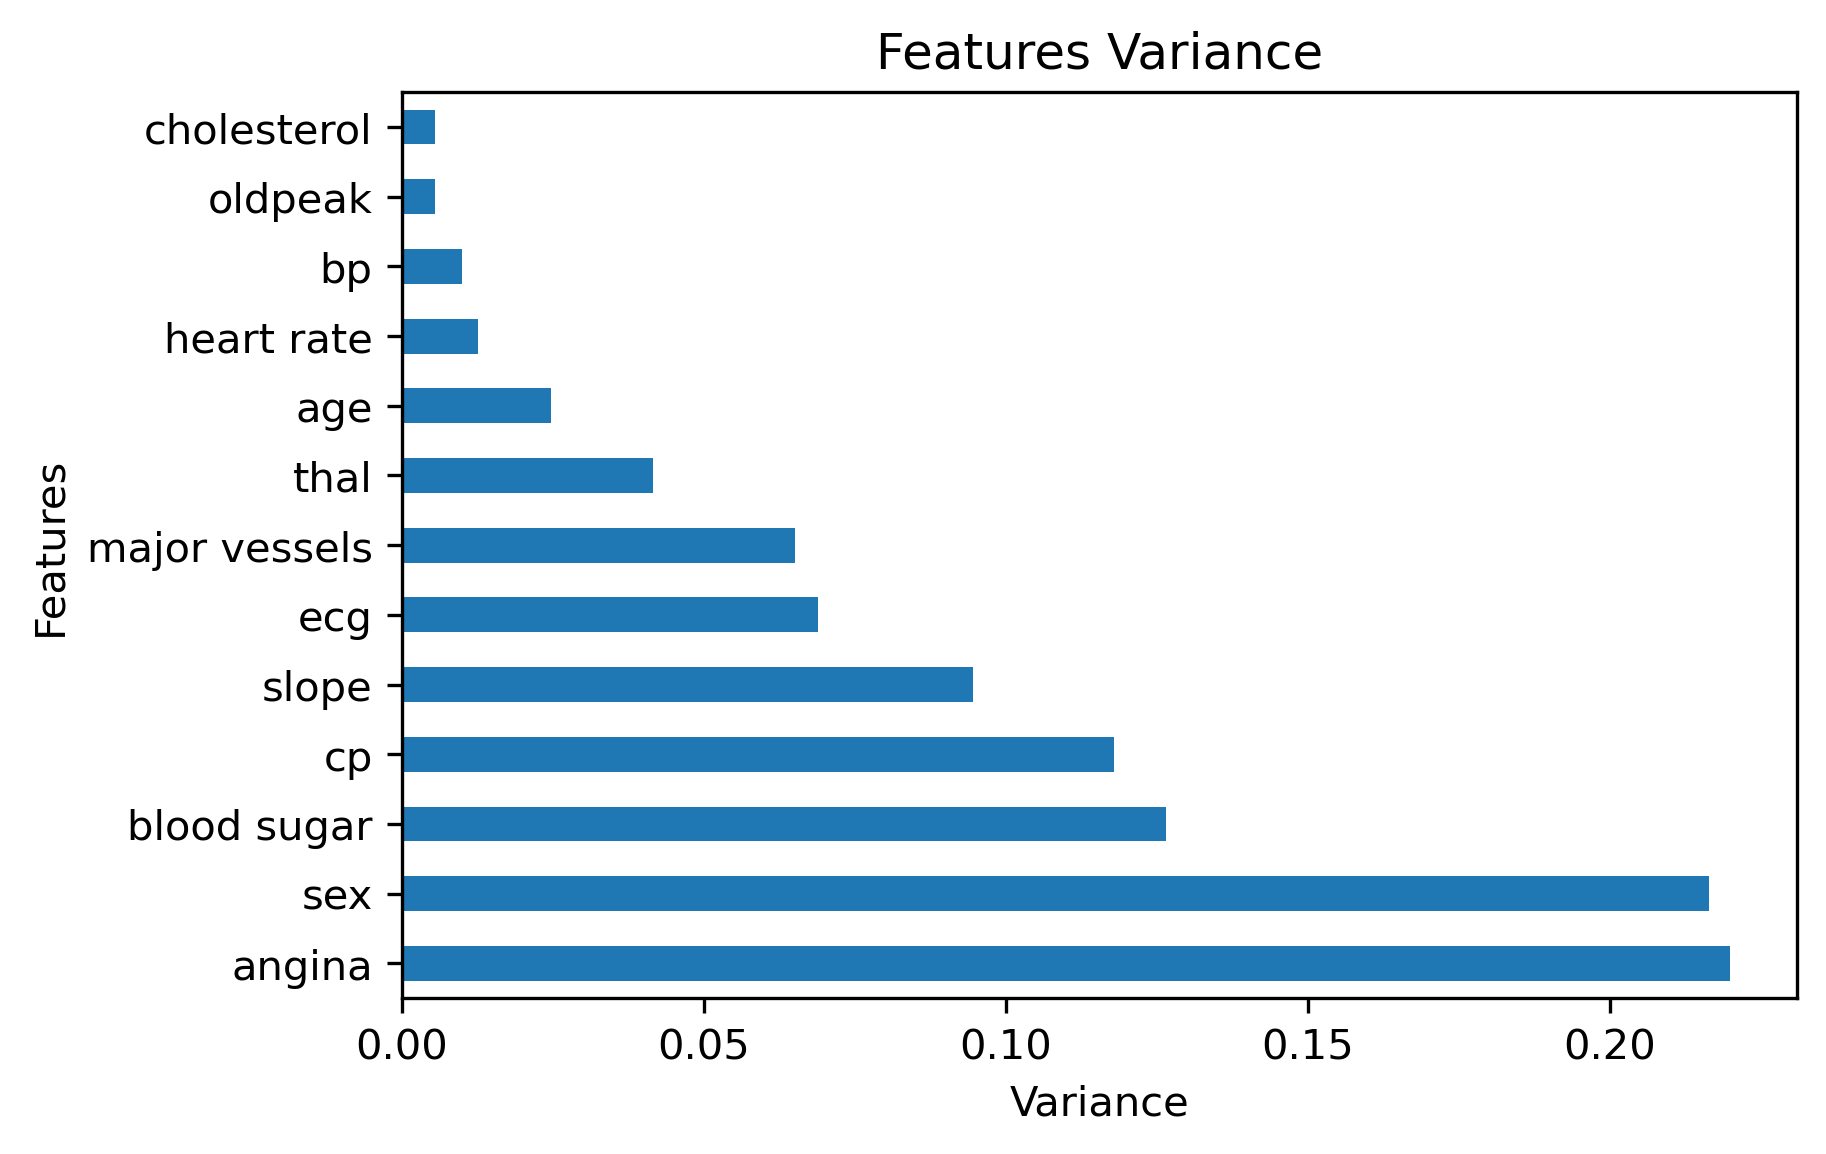 Features Variance
cholesterol
oldpeak
bp
heart rate
age
thal
major vessels
ecg
slope
cp
blood sugar
sex
angina
Features
0.00 0.05 0.10 0.15 0.20
Variance